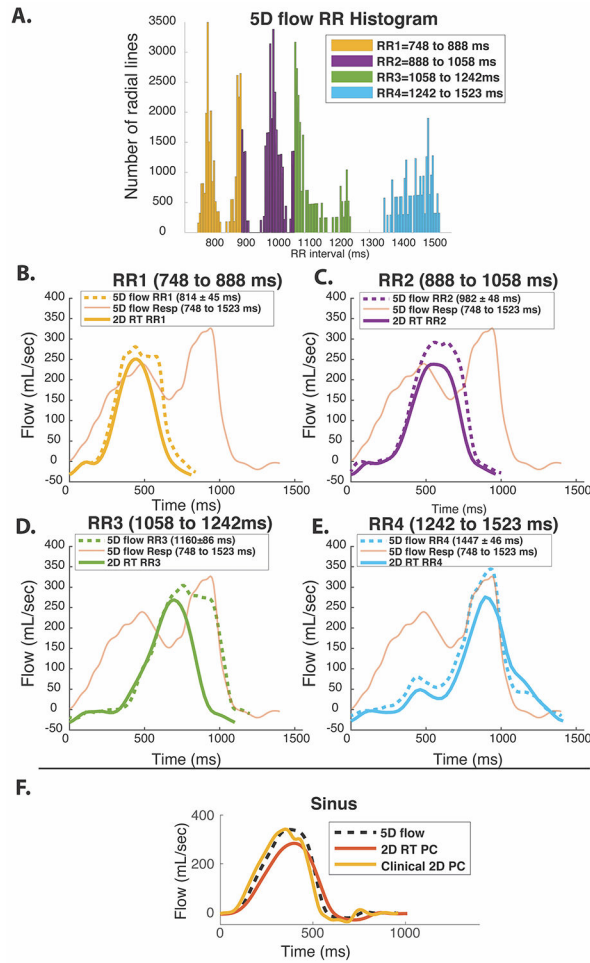 A.
5D flow RR Histogram
Number of radial lines
3500
3000
2500
2000
1500
1000
500
0
RR1=748 to 888 ms
RR2=888 to 1058 ms
RR3=1058 to 1242ms
RR4=1242 to 1523 ms
800 900 1000 1100 1200 1300 1400 1500
RR interval (ms)
B.
RR1 (748 to 888 ms)
5D flow RR1 (814 ± 45 ms)
5D flow Resp (748 to 1523 ms)
2D RT RR1
Flow (mL/sec)
400
350
300
250
200
150
100
50
0
-50
0 500 1000 1500
Time (ms)
C.
RR2 (888 to 1058 ms)
5D flow RR2 (982 ± 48 ms)
5D flow Resp (748 to 1523 ms)
2D RT RR2
Flow (mL/sec)
400
350
300
250
200
150
100
50
0
-50
0 500 1000 1500
Time (ms)
D.
RR3 (1058 to 1242ms)
5D flow RR3 (1160±86 ms)
5D flow Resp (748 to 1523 ms)
2D RT RR3
Flow (mL/sec)
400
350
300
250
200
150
100
50
0
-50
0 500 1000 1500
Time (ms)
E.
RR4 (1242 to 1523 ms)
5D flow RR4 (1447 ± 46 ms)
5D flow Resp (748 to 1523 ms)
2D RT RR4
Flow (mL/sec)
400
350
300
250
200
150
100
50
0
-50
0 500 1000 1500
Time (ms)
F.
Sinus
5D flow
2D RT PC
Clinical 2D PC
Flow (mL/sec)
400
200
0
0 500 1000
Time (ms)